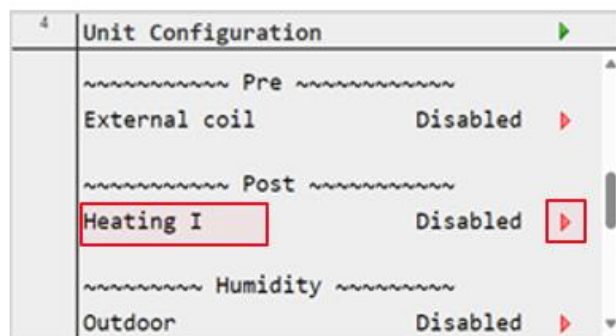 4
Unit Configuration
~~~~~~~~~~~ Pre ~~~~~~~~~~~~
External coil Disabled
~~~~~~~~~~~ Post ~~~~~~~~~~~
Heating I Disabled
~~~~~~~~~ Humidity ~~~~~~~~~
Outdoor Disabled